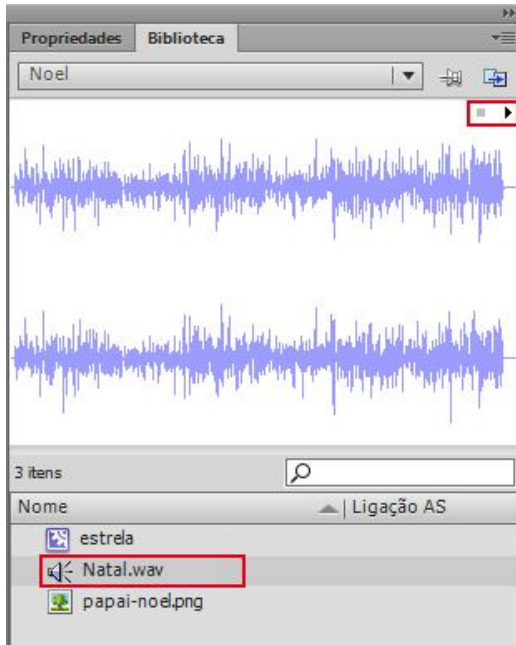 Propriedades Biblioteca
Noel
3 itens
Nome Ligação AS
estrela
Natal.wav
papai-noel.png